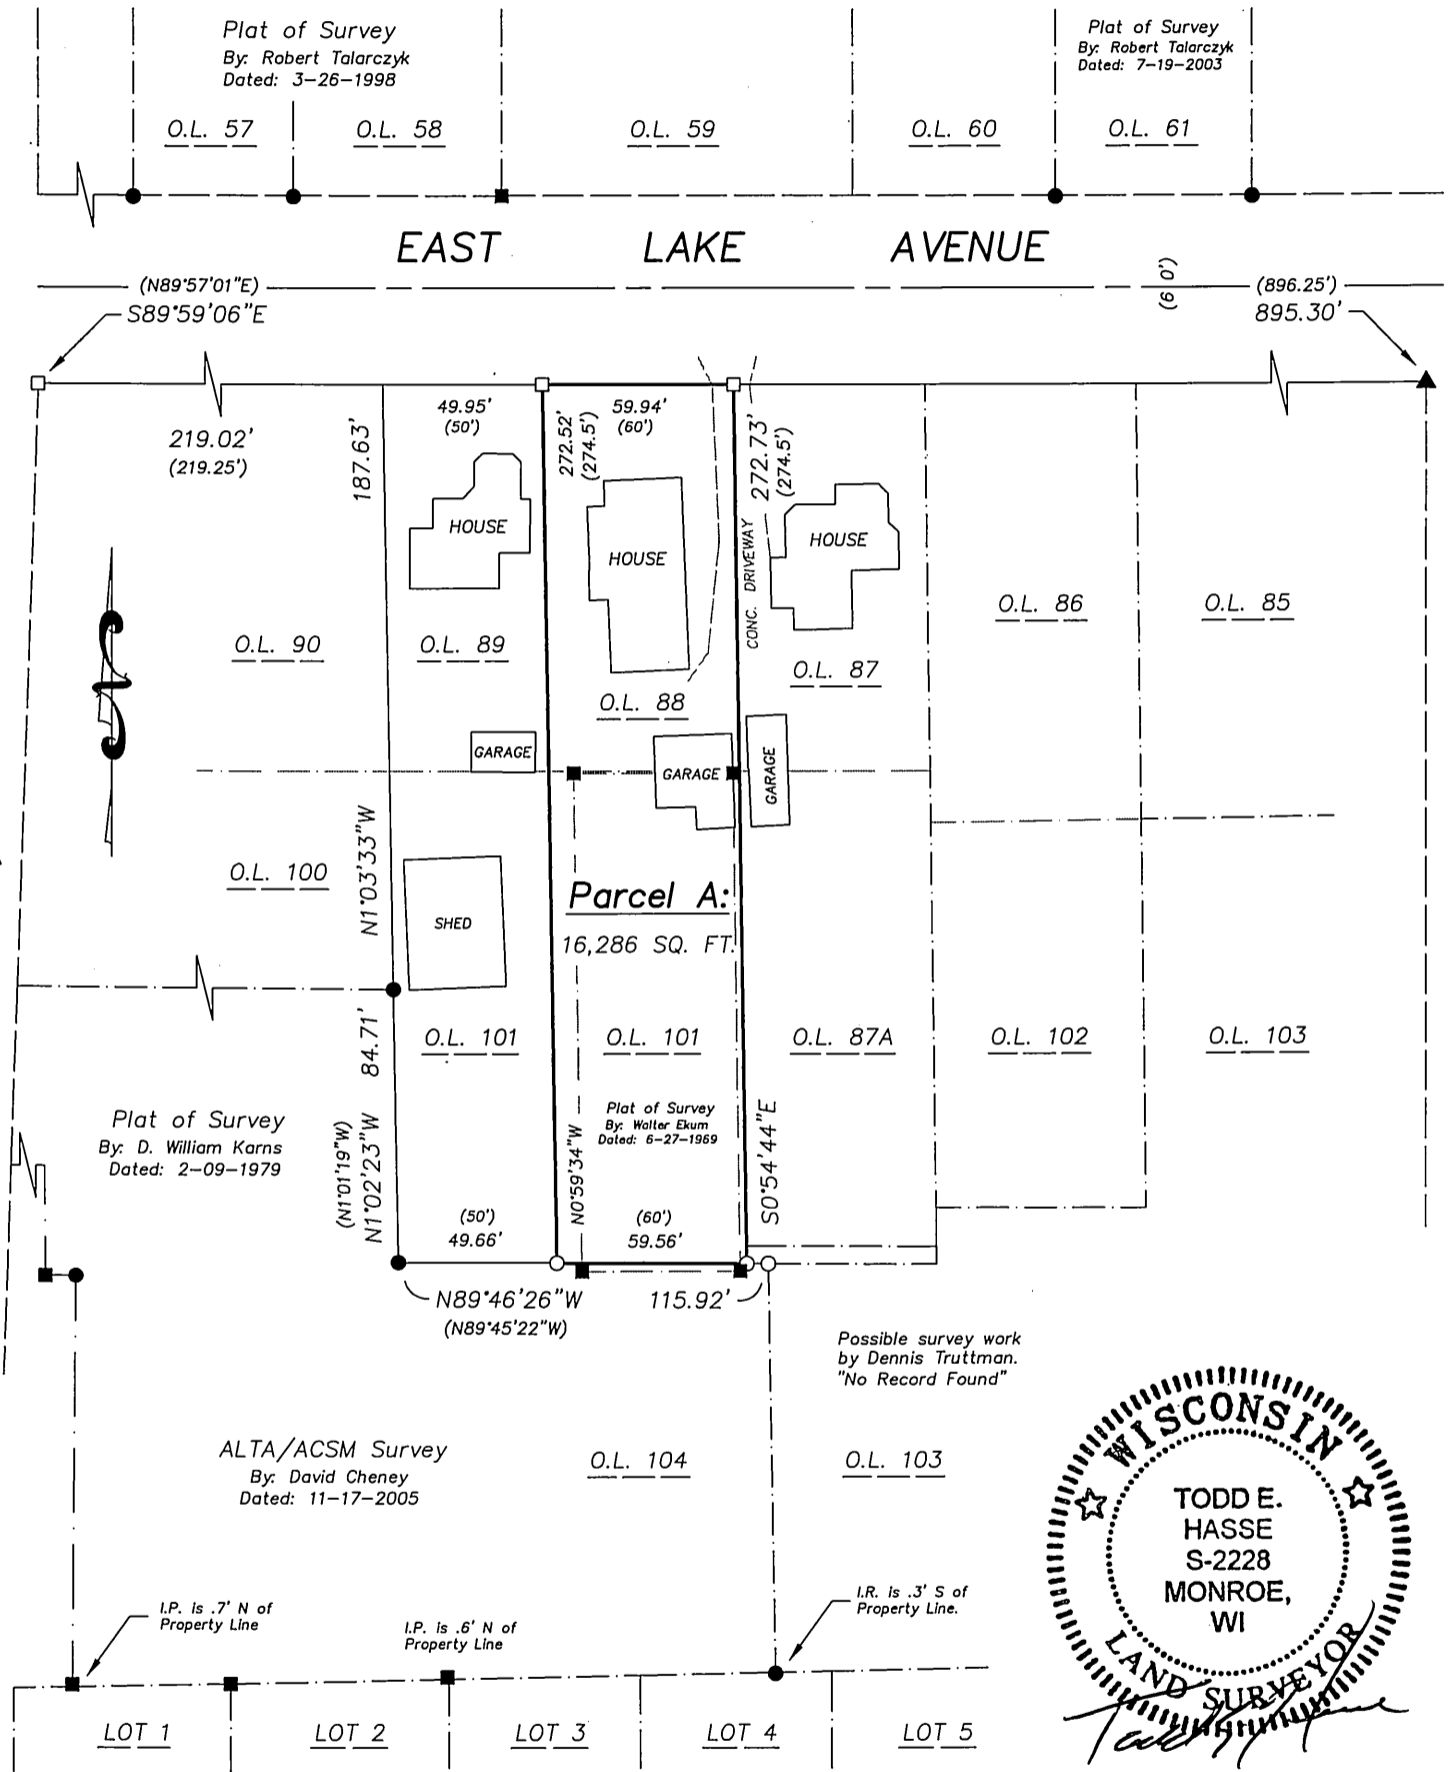 Plat of Survey
By: Robert Talarczyk
Dated: 3-26-1998
Plat of Survey
By: Robert Talarczyk
Dated: 7-19-2003
O.L. 57
O.L. 58
O.L. 59
O.L. 60
O.L. 61
EAST LAKE AVENUE
(N89°57'01"E)
S89°59'06"E
(896.25')
895.30'
219.02'
(219.25')
187.63'
49.95'
(50')
272.52'
(274.5')
59.94'
(60')
272.73'
(274.5')
HOUSE
HOUSE
HOUSE
CONC. DRIVEWAY
O.L. 90
O.L. 89
O.L. 88
O.L. 87
O.L. 86
O.L. 85
GARAGE
GARAGE
GARAGE
N1°03'33"W
O.L. 100
SHED
Parcel A:
16,286 SQ. FT.
84.71'
O.L. 101
O.L. 101
O.L. 87A
O.L. 102
O.L. 103
Plat of Survey
By: D. William Karns
Dated: 2-09-1979
(N1°01'19"W)
N1°02'23"W
Plat of Survey
By: Walter Ekum
Dated: 6-27-1969
N0°59'34"W
S0°54'44"E
(50')
49.66'
(60')
59.56'
N89°46'26"W
(N89°45'22"W)
115.92'
Possible survey work
by Dennis Truttman.
"No Record Found"
ALTA/ACSM Survey
By: David Cheney
Dated: 11-17-2005
O.L. 104
O.L. 103
WISCONSIN
TODD E.
HASSE
S-2228
MONROE,
WI
LAND SURVEYOR
I.P. is .7' N of
Property Line
I.P. is .6' N of
Property Line
I.R. is .3' S of
Property Line.
LOT 1
LOT 2
LOT 3
LOT 4
LOT 5